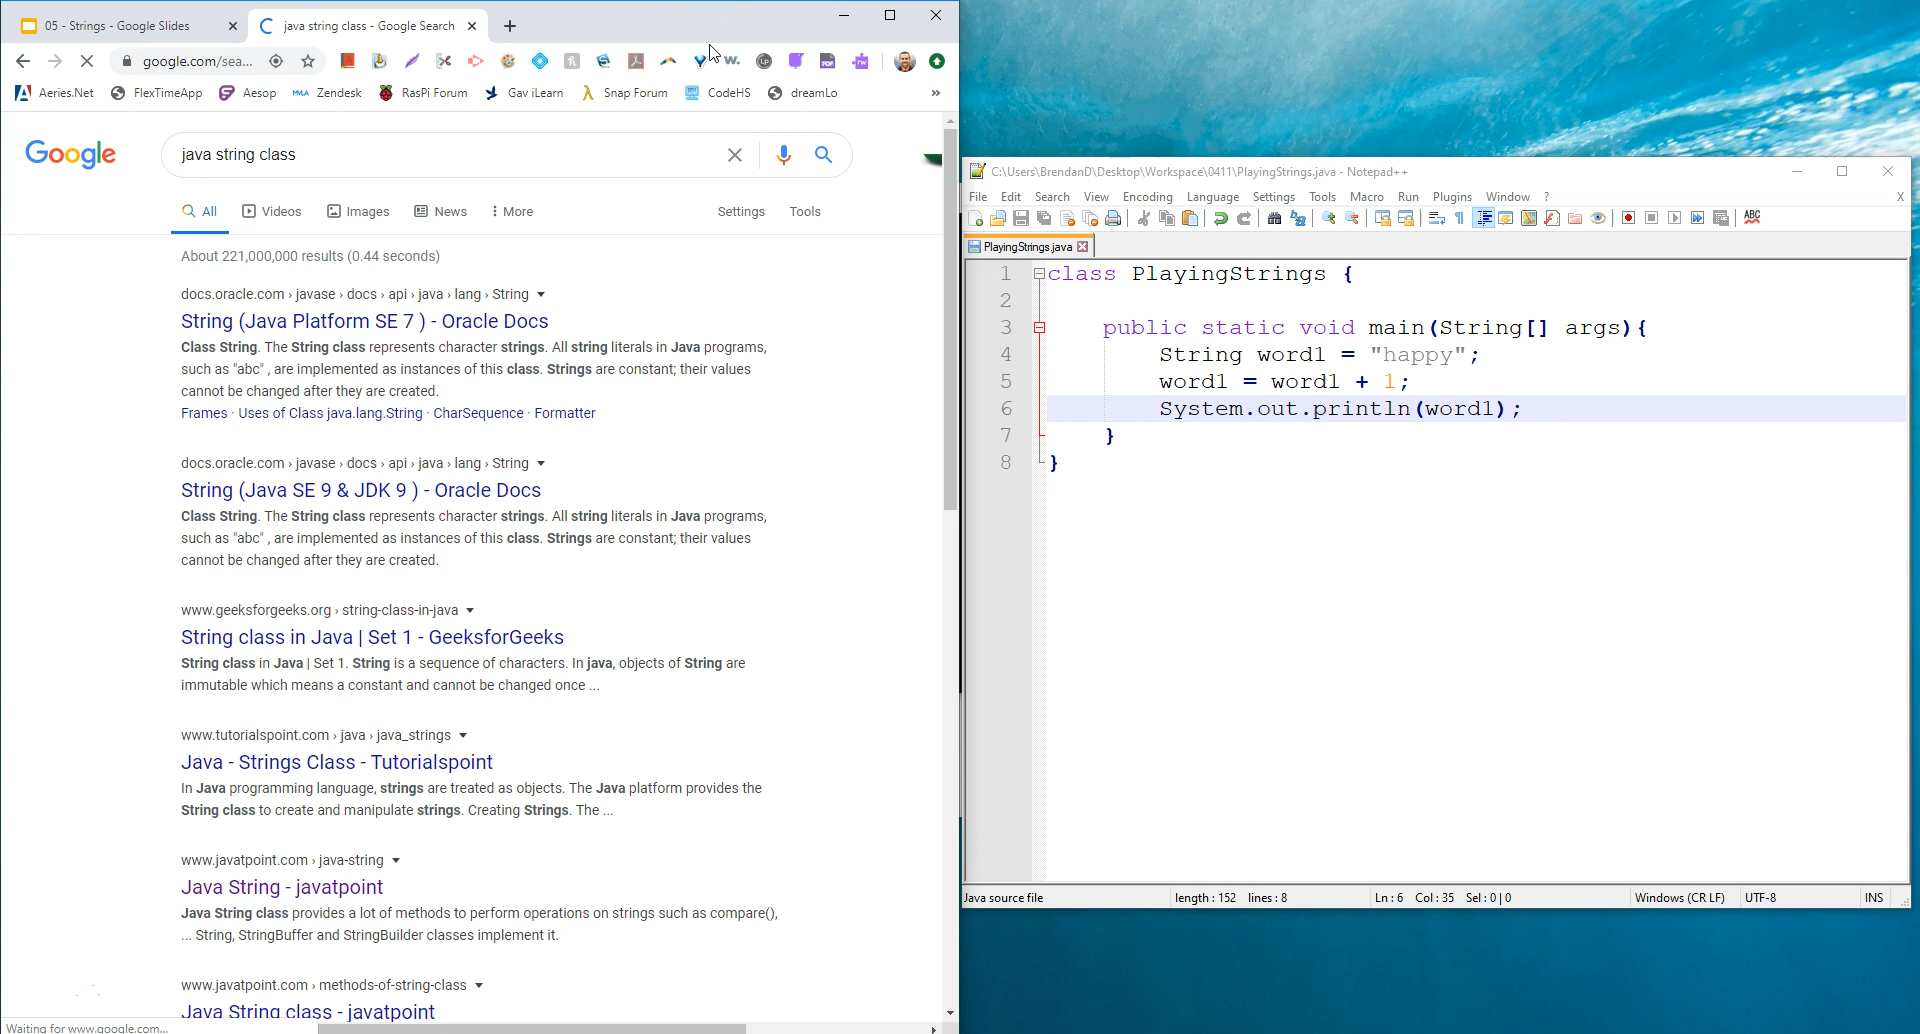 05 - Strings - Google Slides
java string class - Google Search
google.com/sea...
Aeries.Net FlexTimeApp Aesop Zendesk RasPi Forum Gav iLearn Snap Forum CodeHS dreamLo »
Google
java string class
All Videos Images News More Settings Tools
About 221,000,000 results (0.44 seconds)
docs.oracle.com › javase › docs › api › java › lang › String
String (Java Platform SE 7 ) - Oracle Docs
Class String. The String class represents character strings. All string literals in Java programs,
such as "abc" , are implemented as instances of this class. Strings are constant; their values
cannot be changed after they are created.
Frames · Uses of Class java.lang.String · CharSequence · Formatter
docs.oracle.com › javase › docs › api › java › lang › String
String (Java SE 9 & JDK 9 ) - Oracle Docs
Class String. The String class represents character strings. All string literals in Java programs,
such as "abc" , are implemented as instances of this class. Strings are constant; their values
cannot be changed after they are created.
www.geeksforgeeks.org › string-class-in-java
String class in Java | Set 1 - GeeksforGeeks
String class in Java | Set 1. String is a sequence of characters. In java, objects of String are
immutable which means a constant and cannot be changed once ...
www.tutorialspoint.com › java › java_strings
Java - Strings Class - Tutorialspoint
In Java programming language, strings are treated as objects. The Java platform provides the
String class to create and manipulate strings. Creating Strings. The ...
www.javatpoint.com › java-string
Java String - javatpoint
Java String class provides a lot of methods to perform operations on strings such as compare(),
... String, StringBuffer and StringBuilder classes implement it.
www.javatpoint.com › methods-of-string-class
Java String class - javatpoint
Waiting for www.google.com...
C:\Users\BrendanD\Desktop\Workspace\0411\PlayingStrings.java - Notepad++
File Edit Search View Encoding Language Settings Tools Macro Run Plugins Window ? X
PlayingStrings.java
1 class PlayingStrings {
2
3 public static void main(String[] args){
4 String word1 = "happy";
5 word1 = word1 + 1;
6 System.out.println(word1);
7 }
8 }
Java source file length : 152 lines : 8 Ln : 6 Col : 35 Sel : 0 | 0 Windows (CR LF) UTF-8 INS